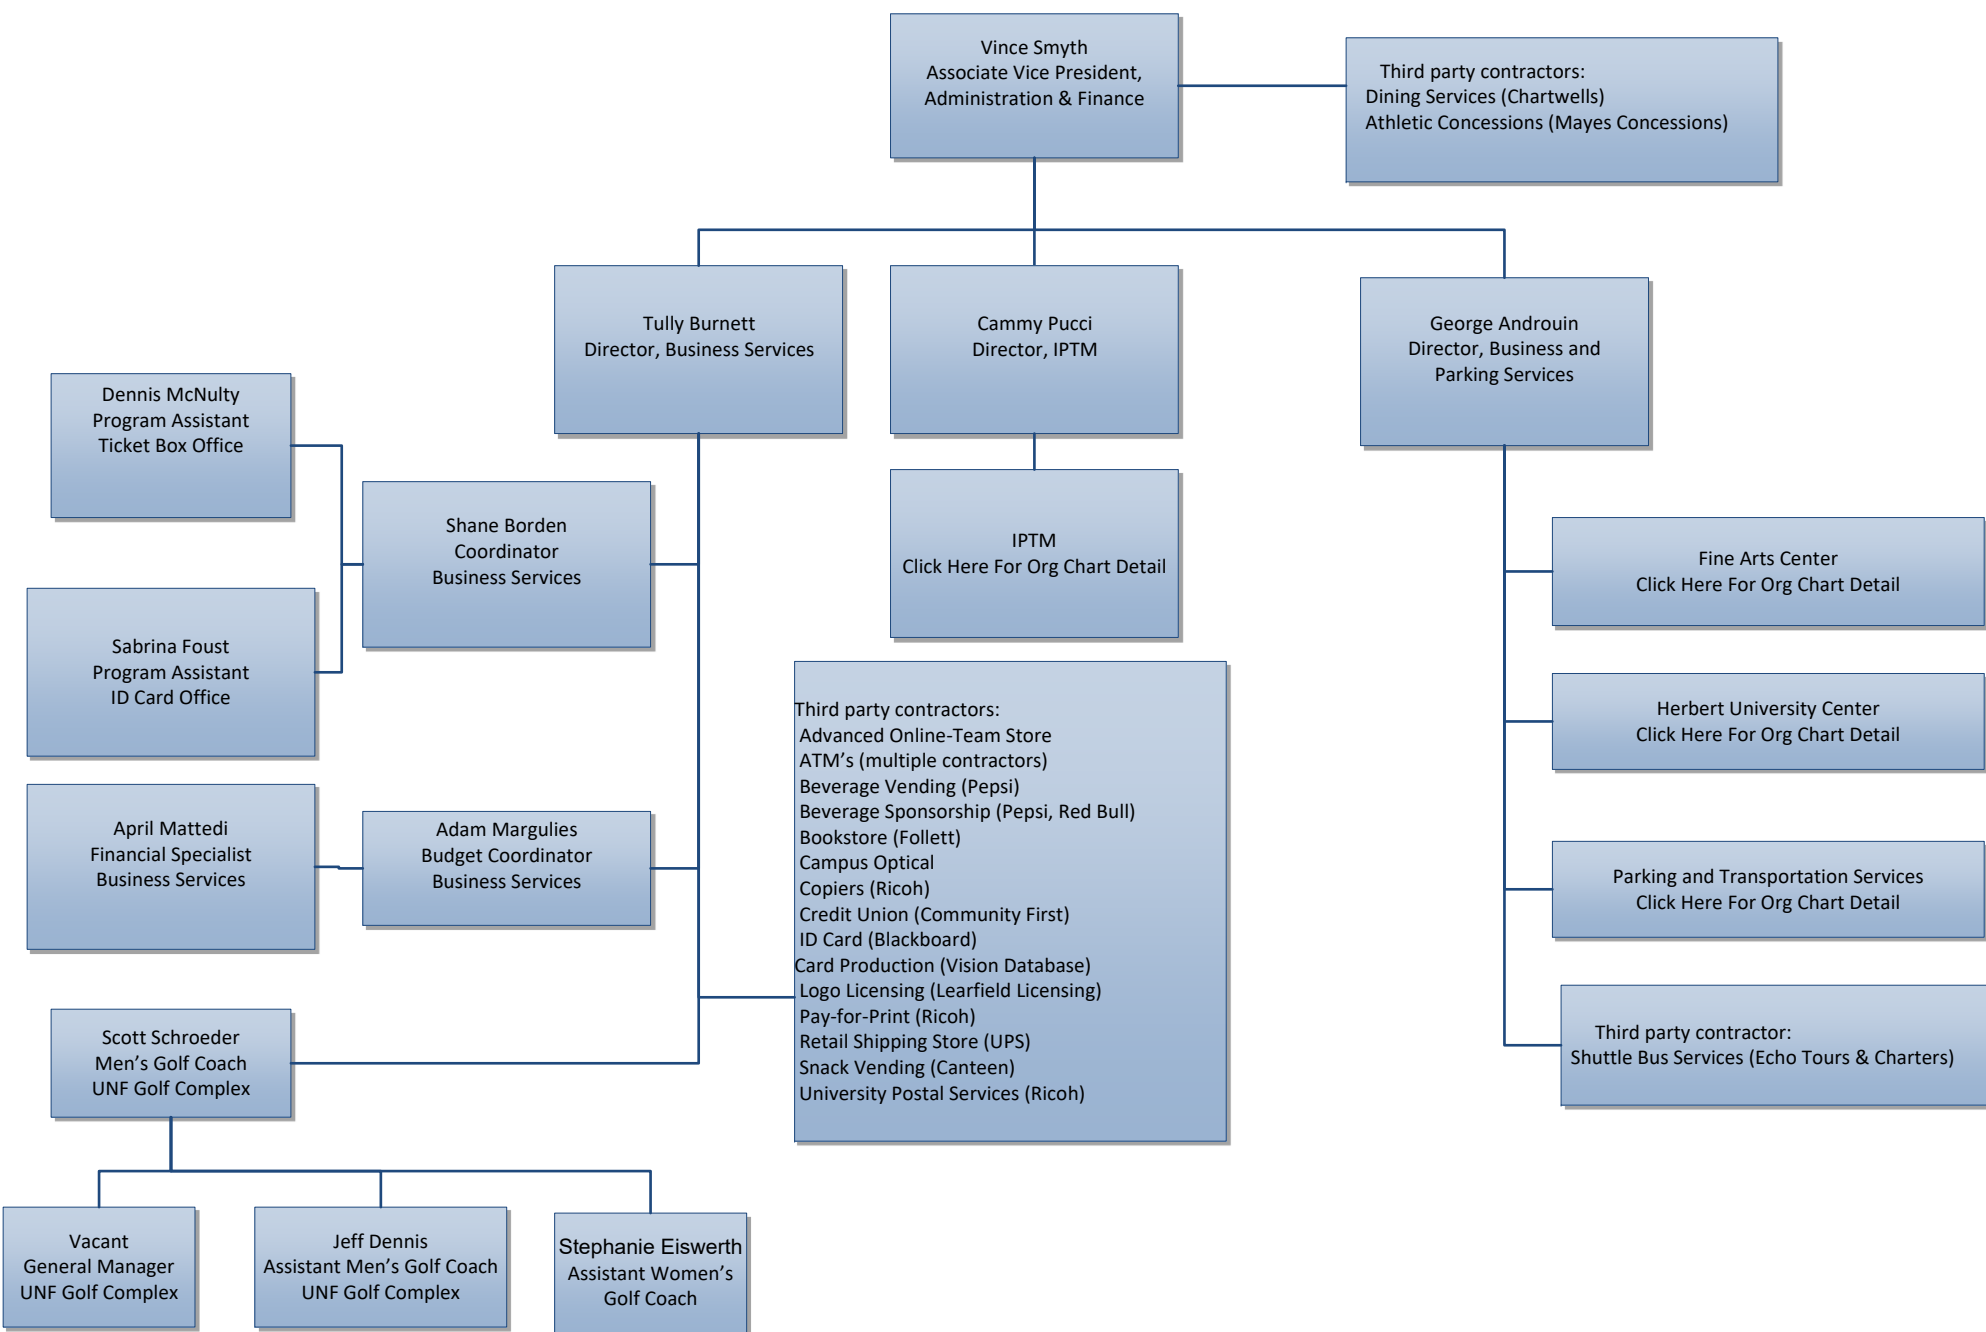 Vince Smyth
Associate Vice President,
Administration & Finance
Third party contractors:
Dining Services (Chartwells)
Athletic Concessions (Mayes Concessions)
Tully Burnett
Director, Business Services
Cammy Pucci
Director, IPTM
George Androuin
Director, Business and
Parking Services
Dennis McNulty
Program Assistant
Ticket Box Office
Shane Borden
Coordinator
Business Services
IPTM
Click Here For Org Chart Detail
Fine Arts Center
Click Here For Org Chart Detail
Sabrina Foust
Program Assistant
ID Card Office
Herbert University Center
Click Here For Org Chart Detail
April Mattedi
Financial Specialist
Business Services
Adam Margulies
Budget Coordinator
Business Services
Third party contractors:
Advanced Online-Team Store
ATM’s (multiple contractors)
Beverage Vending (Pepsi)
Beverage Sponsorship (Pepsi, Red Bull)
Bookstore (Follett)
Campus Optical
Copiers (Ricoh)
Credit Union (Community First)
ID Card (Blackboard)
Card Production (Vision Database)
Logo Licensing (Learfield Licensing)
Pay-for-Print (Ricoh)
Retail Shipping Store (UPS)
Snack Vending (Canteen)
University Postal Services (Ricoh)
Parking and Transportation Services
Click Here For Org Chart Detail
Third party contractor:
Shuttle Bus Services (Echo Tours & Charters)
Scott Schroeder
Men’s Golf Coach
UNF Golf Complex
Vacant
General Manager
UNF Golf Complex
Jeff Dennis
Assistant Men’s Golf Coach
UNF Golf Complex
Stephanie Eiswerth
Assistant Women’s
Golf Coach